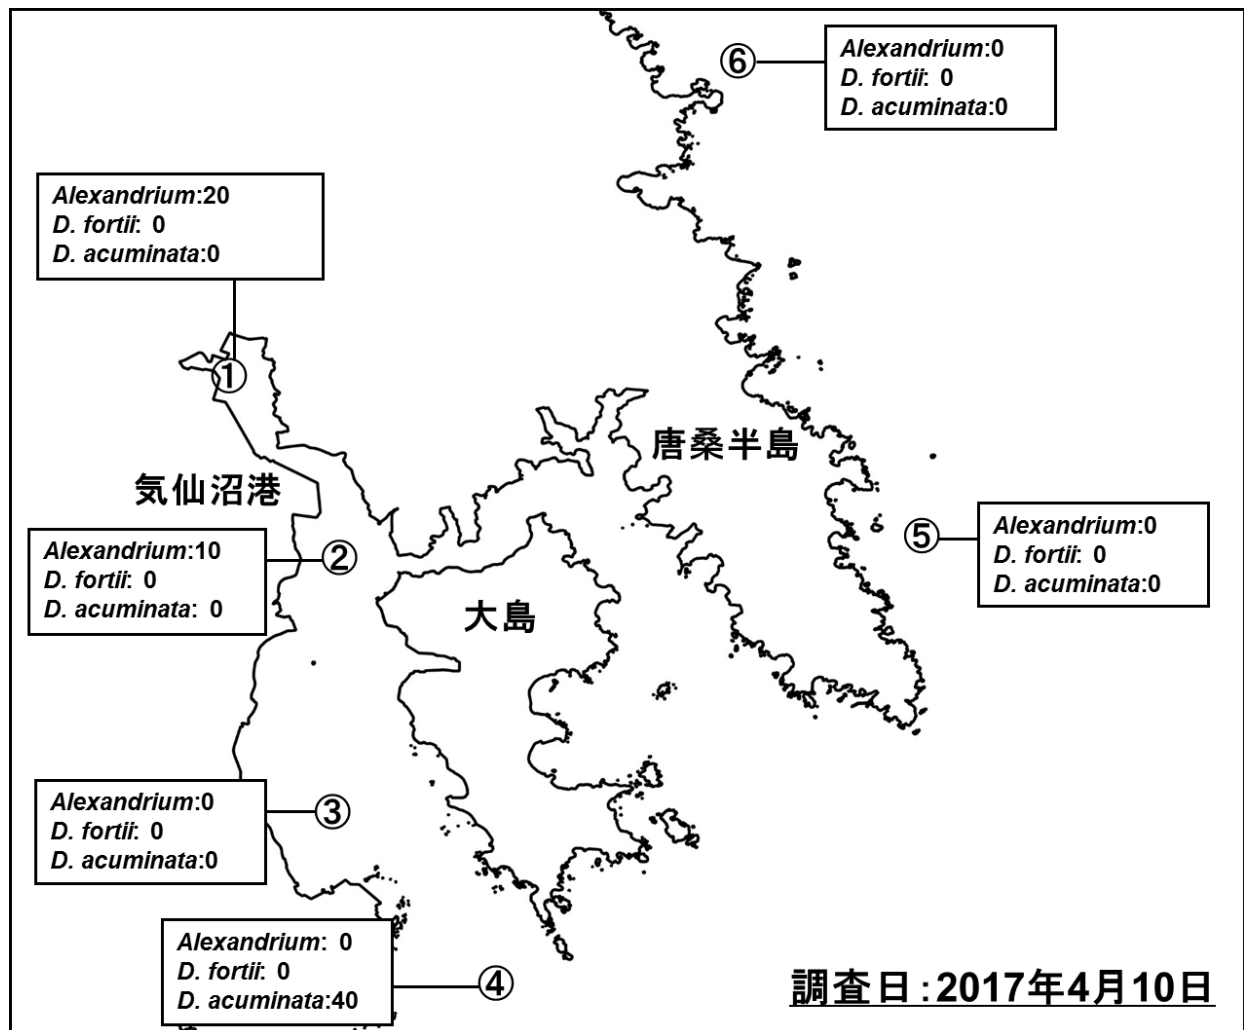 ⑥
Alexandrium:0
D. fortii: 0
D. acuminata:0
Alexandrium:20
D. fortii: 0
D. acuminata:0
①
唐桑半島
気仙沼港
Alexandrium:10
D. fortii: 0
D. acuminata: 0
②
⑤
Alexandrium:0
D. fortii: 0
D. acuminata:0
大島
Alexandrium:0
D. fortii: 0
D. acuminata:0
③
Alexandrium: 0
D. fortii: 0
D. acuminata:40
④
調査日:2017年4月10日